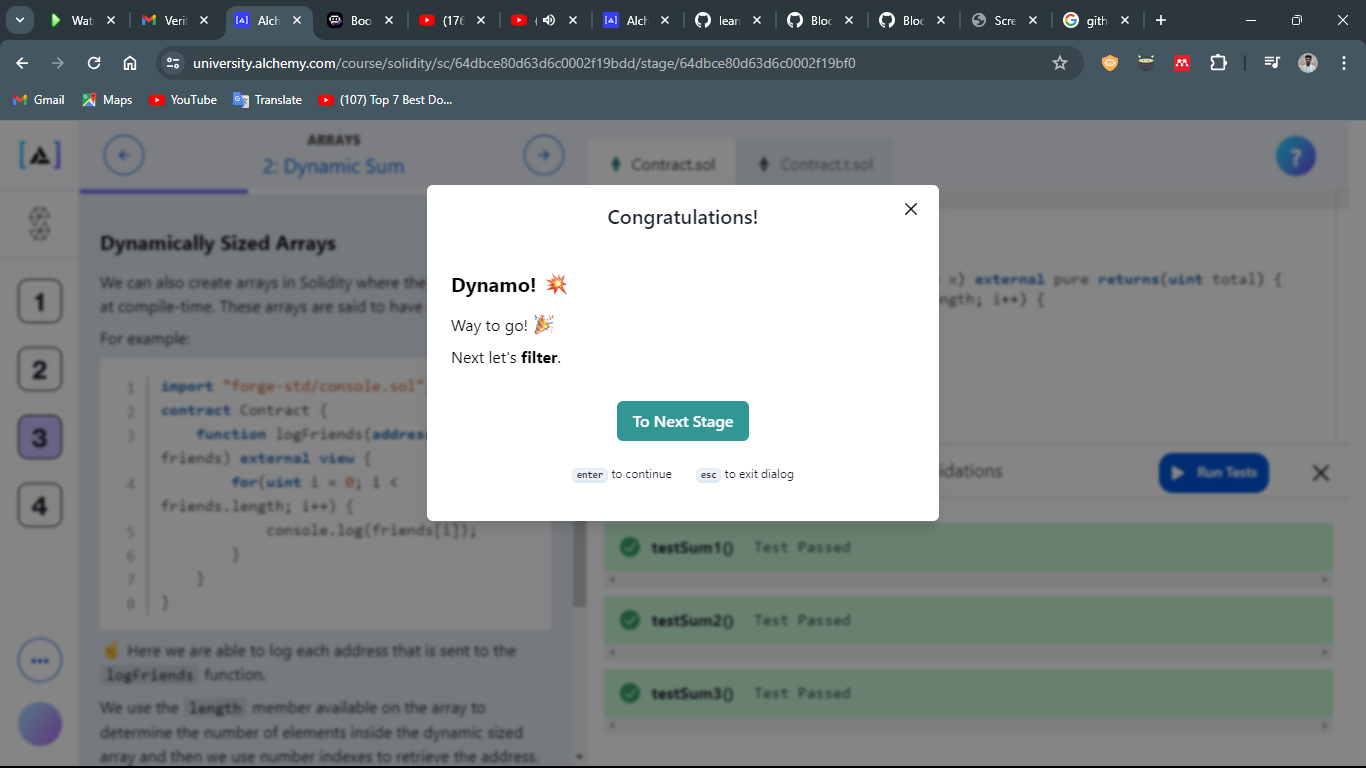 Wat
Veri
Alch
Boo
(176
(
Alch
lear
Bloc
Bloc
Scre
gith
university.alchemy.com/course/solidity/sc/64dbce80d63d6c0002f19bdd/stage/64dbce80d63d6c0002f19bf0
Gmail
Maps
YouTube
Translate
(107) Top 7 Best Do...
ARRAYS
2: Dynamic Sum
1
2
3
4
Dynamically Sized Arrays
We can also create arrays in Solidity where the
at compile-time. These arrays are said to have
For example:
1 import "forge-std/console.sol"
2 contract Contract {
3 function logFriends(addres
friends) external view {
4 for(uint i = 0; i <
friends.length; i++) {
5 console.log(friends[i]);
6 }
7 }
8 }
☝ Here we are able to log each address that is sent to the
logFriends function.
We use the length member available on the array to
determine the number of elements inside the dynamic sized
array and then we use number indexes to retrieve the address.
Contract.sol
Contract.t.sol
?
x) external pure returns(uint total) {
ngth; i++) {
Congratulations!
Dynamo! 💥
Way to go! 🎉
Next let's filter.
To Next Stage
enter to continue
esc to exit dialog
idations
Run Tests
testSum1() Test Passed
testSum2() Test Passed
testSum3() Test Passed